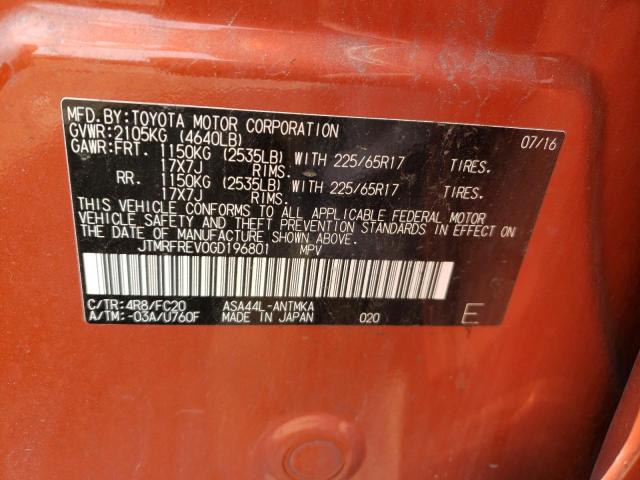 MFD.BY:TOYOTA MOTOR CORPORATION 07/16
GVWR:2105KG (4640LB)
GAWR:FRT. 1150KG (2535LB) WITH 225/65R17 TIRES.
17X7J RIMS.
RR. 1150KG (2535LB) WITH 225/65R17 TIRES.
17X7J RIMS.
THIS VEHICLE CONFORMS TO ALL APPLICABLE FEDERAL MOTOR
VEHICLE SAFETY AND THEFT PREVENTION STANDARDS IN EFFECT ON
THE DATE OF MANUFACTURE SHOWN ABOVE.
JTMRFREV0GD196801 MPV
C/TR:4R8/FC20 ASA44L-ANTMKA
A/TM:-03A/U760F MADE IN JAPAN 020 E